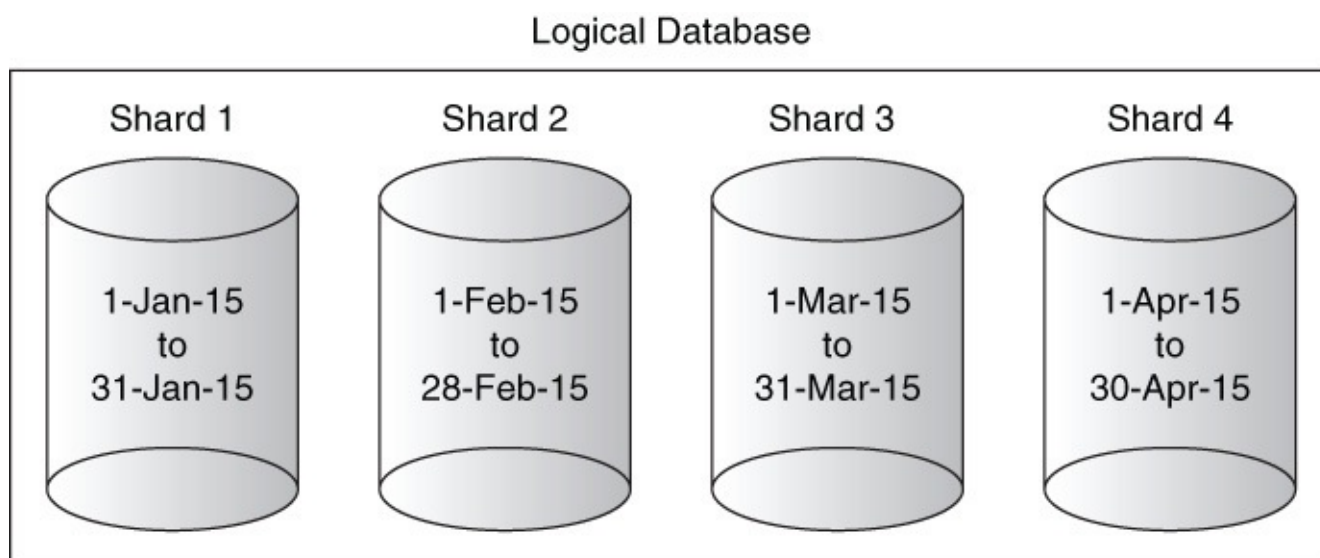 Logical Database
Shard 1
Shard 2
Shard 3
Shard 4
1-Jan-15
to
31-Jan-15
1-Feb-15
to
28-Feb-15
1-Mar-15
to
31-Mar-15
1-Apr-15
to
30-Apr-15